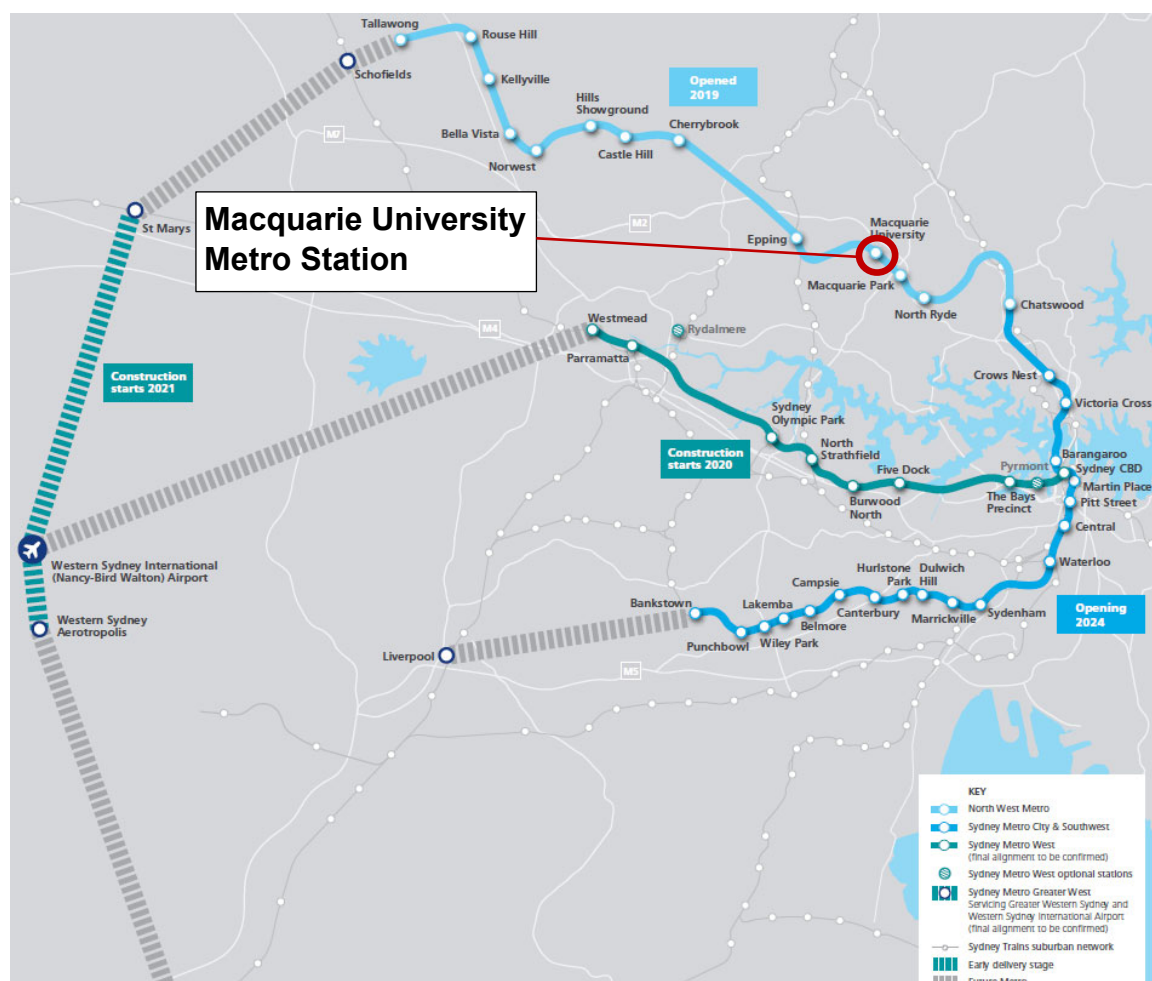 Tallawong
Rouse Hill
Schofields
Kellyville
Opened
2019
Hills
Showground
Cherrybrook
Bella Vista
M7
Castle Hill
Norwest
St Marys
Macquarie University
Metro Station
M2
Epping
Macquarie
University
Macquarie Park
North Ryde
Chatswood
Westmead
M4
Rydalmere
Parramatta
Construction
starts 2021
Crows Nest
Victoria Cross
Sydney
Olympic Park
North
Strathfield
Construction
starts 2020
Five Dock
Pyrmont
Barangaroo
Sydney CBD
Martin Place
Burwood
North
The Bays
Precinct
Pitt Street
Central
Western Sydney International
(Nancy-Bird Walton) Airport
Waterloo
Hurlstone
Park
Dulwich
Hill
Campsie
Bankstown
Lakemba
Canterbury
Sydenham
Opening
2024
Western Sydney
Aerotropolis
Belmore
Marrickville
Punchbowl
Wiley Park
Liverpool
M5
KEY
North West Metro
Sydney Metro City & Southwest
Sydney Metro West
(final alignment to be confirmed)
Sydney Metro West optional stations
Sydney Metro Greater West
Servicing Greater Western Sydney and
Western Sydney International Airport
(final alignment to be confirmed)
Sydney Trains suburban network
Early delivery stage